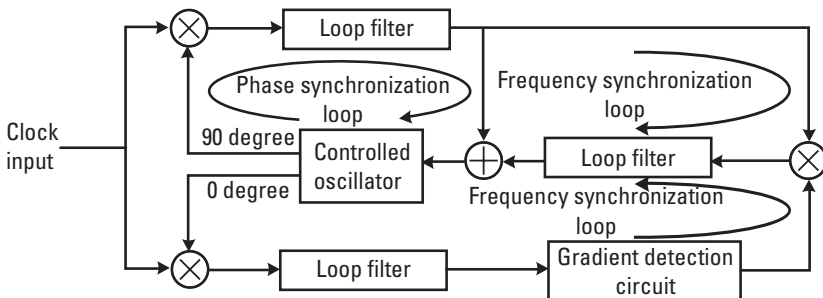 Loop filter
Phase synchronization
loop
Frequency synchronization
loop
Clock
input
90 degree
Controlled
oscillator
Loop filter
0 degree
Frequency synchronization
loop
Loop filter
Gradient detection
circuit